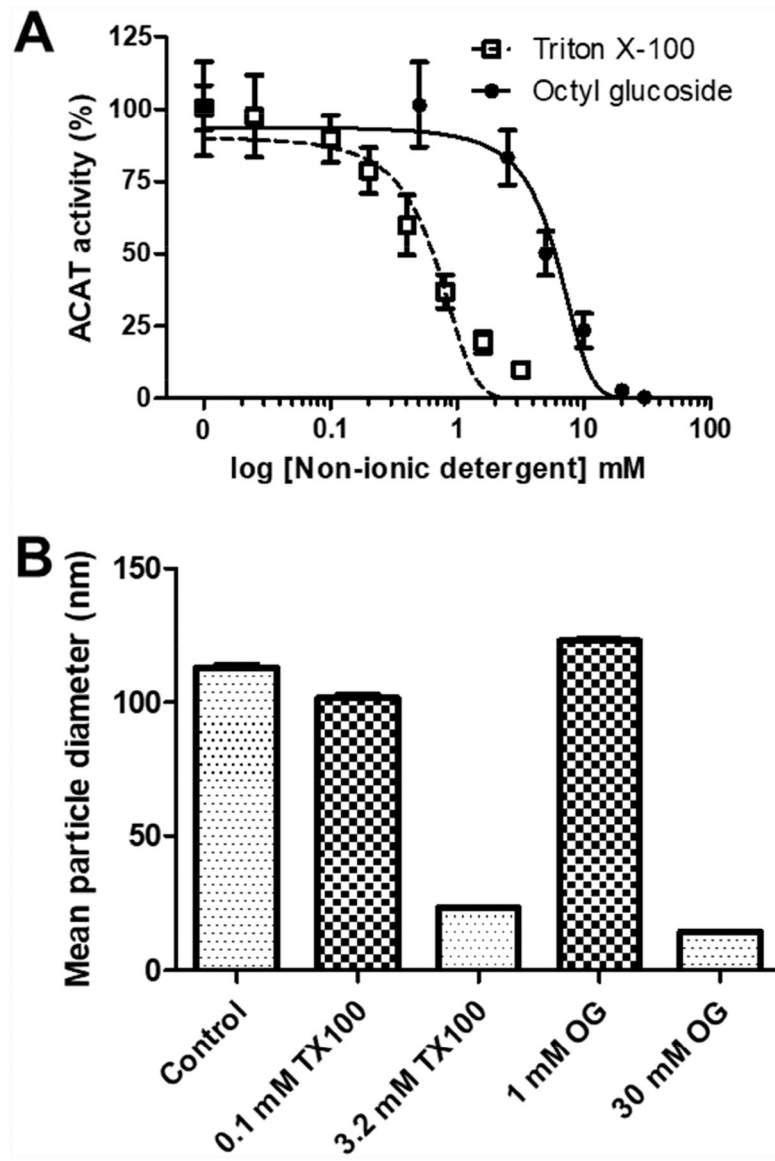 A
125
100
75
50
25
0
ACAT activity (%)
Triton X-100
Octyl glucoside
0 0.1 1 10 100
log [Non-ionic detergent] mM
B
150
100
50
0
Mean particle diameter (nm)
Control
0.1 mM TX100
3.2 mM TX100
1 mM OG
30 mM OG